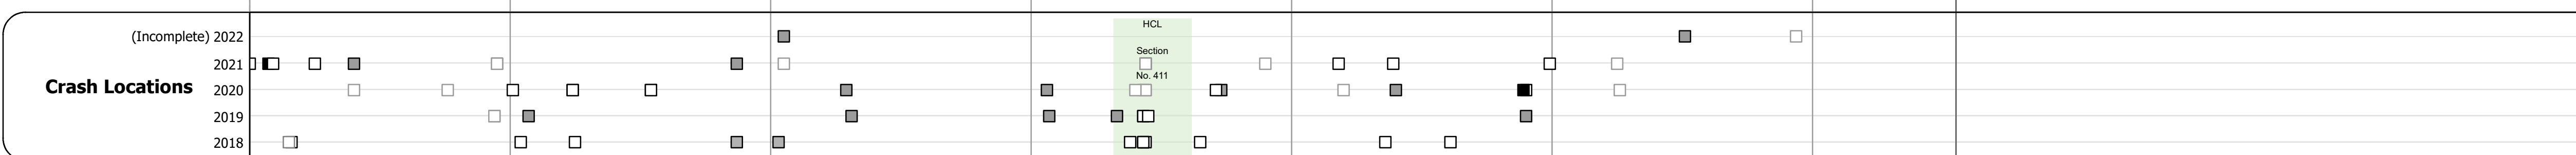 HCL
(Incomplete) 2022
Section
2021
No. 411
Crash Locations
2020
2019
2018